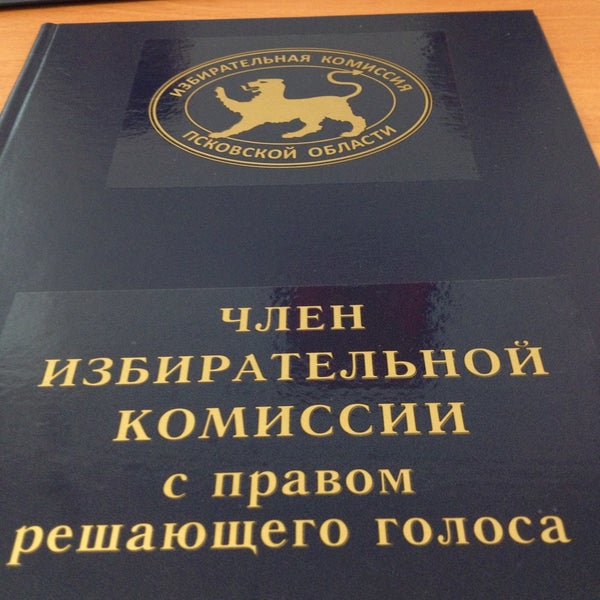 ИЗБИРАТЕЛЬНАЯ КОМИССИЯ
ПСКОВСКОЙ ОБЛАСТИ
ЧЛЕН
ИЗБИРАТЕЛЬНОЙ
КОМИССИИ
с правом
решающего голоса